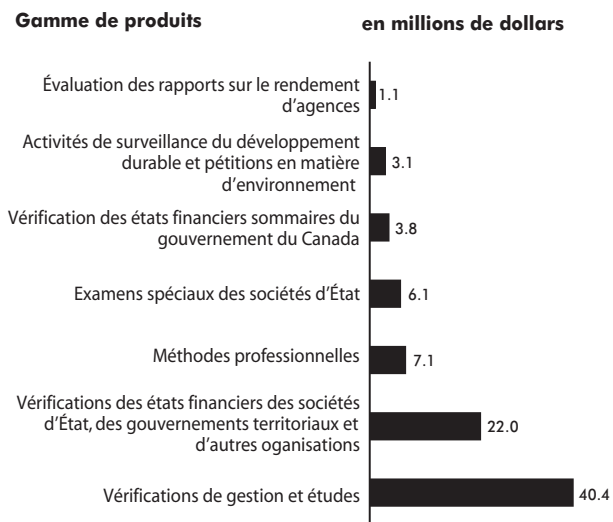 Gamme de produits
en millions de dollars
Évaluation des rapports sur le rendement
d'agences
1.1
Activités de surveillance du développement
durable et pétitions en matière
d'environnement
3.1
Vérification des états financiers sommaires du
gouvernement du Canada
3.8
Examens spéciaux des sociétés d'État
6.1
Méthodes professionnelles
7.1
Vérifications des états financiers des sociétés
d'État, des gouvernements territoriaux et
d'autres oganisations
22.0
Vérifications de gestion et études
40.4